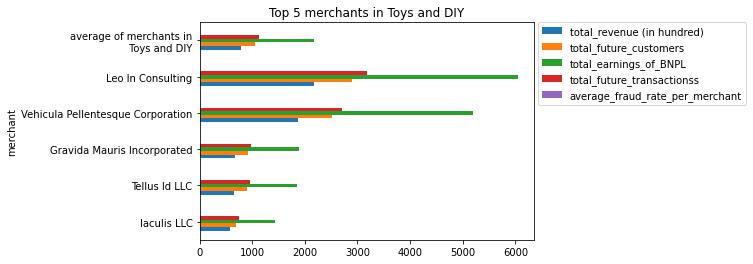 Top 5 merchants in Toys and DIY
average of merchants in
Toys and DIY
Leo In Consulting
Vehicula Pellentesque Corporation
Gravida Mauris Incorporated
Tellus Id LLC
Iaculis LLC
merchant
0 1000 2000 3000 4000 5000 6000
total_revenue (in hundred)
total_future_customers
total_earnings_of_BNPL
total_future_transactionss
average_fraud_rate_per_merchant